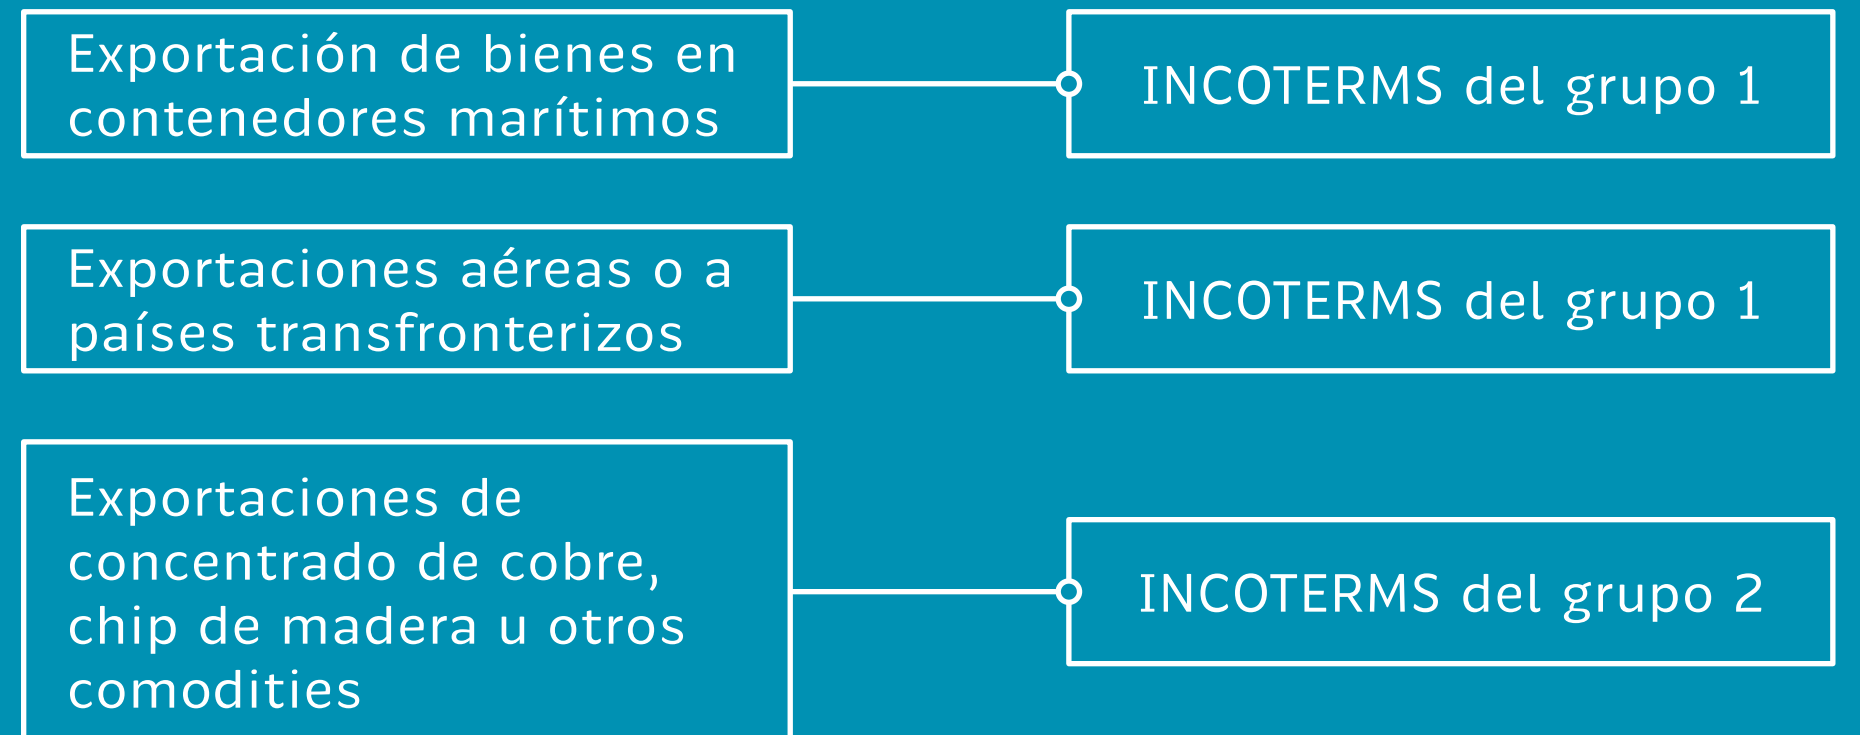 Exportación de bienes en
contenedores marítimos
INCOTERMS del grupo 1
Exportaciones aéreas o a
países transfronterizos
INCOTERMS del grupo 1
Exportaciones de
concentrado de cobre,
chip de madera u otros
comodities
INCOTERMS del grupo 2